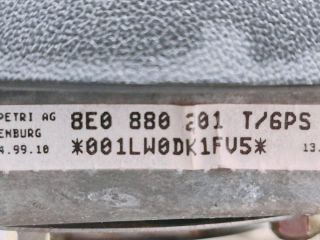 PETRI AG
8E0 880 201 T/6PS
ENBURG
4.99.10
*001LW0DK1FV5*
13.